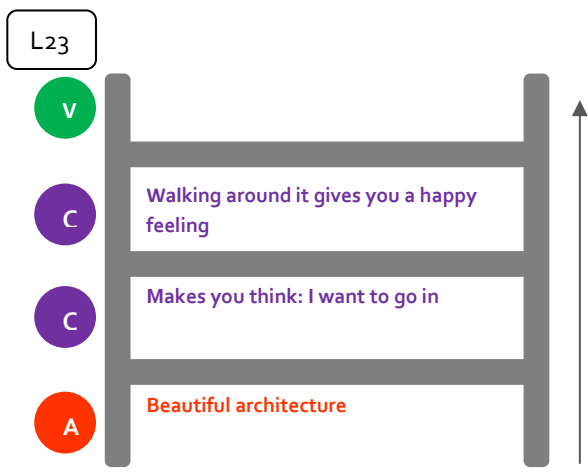 L23
V
C
Walking around it gives you a happy
feeling
C
Makes you think: I want to go in
A
Beautiful architecture